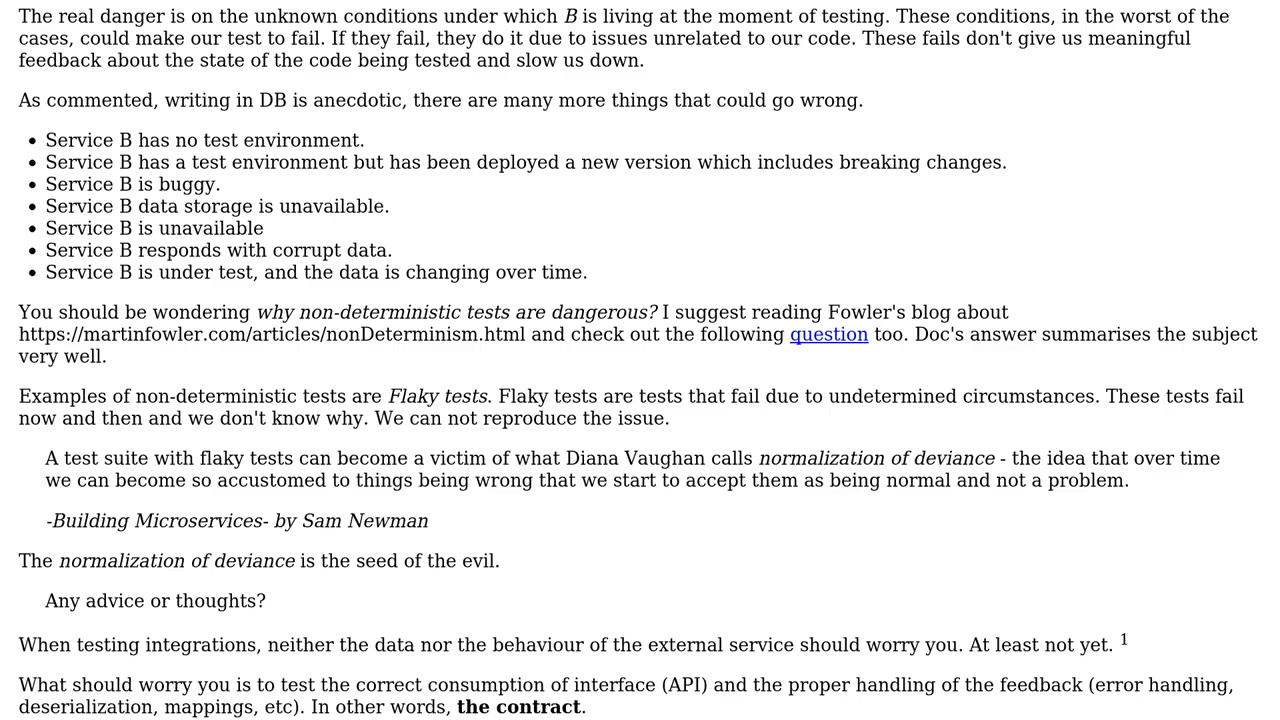 The real danger is on the unknown conditions under which B is living at the moment of testing. These conditions, in the worst of the
cases, could make our test to fail. If they fail, they do it due to issues unrelated to our code. These fails don't give us meaningful
feedback about the state of the code being tested and slow us down.
As commented, writing in DB is anecdotic, there are many more things that could go wrong.
• Service B has no test environment.
• Service B has a test environment but has been deployed a new version which includes breaking changes.
• Service B is buggy.
• Service B data storage is unavailable.
• Service B is unavailable
• Service B responds with corrupt data.
• Service B is under test, and the data is changing over time.
You should be wondering why non-deterministic tests are dangerous? I suggest reading Fowler's blog about
https://martinfowler.com/articles/nonDeterminism.html and check out the following question too. Doc's answer summarises the subject
very well.
Examples of non-deterministic tests are Flaky tests. Flaky tests are tests that fail due to undetermined circumstances. These tests fail
now and then and we don't know why. We can not reproduce the issue.
A test suite with flaky tests can become a victim of what Diana Vaughan calls normalization of deviance - the idea that over time
we can become so accustomed to things being wrong that we start to accept them as being normal and not a problem.
-Building Microservices- by Sam Newman
The normalization of deviance is the seed of the evil.
Any advice or thoughts?
When testing integrations, neither the data nor the behaviour of the external service should worry you. At least not yet. 1
What should worry you is to test the correct consumption of interface (API) and the proper handling of the feedback (error handling,
deserialization, mappings, etc). In other words, the contract.